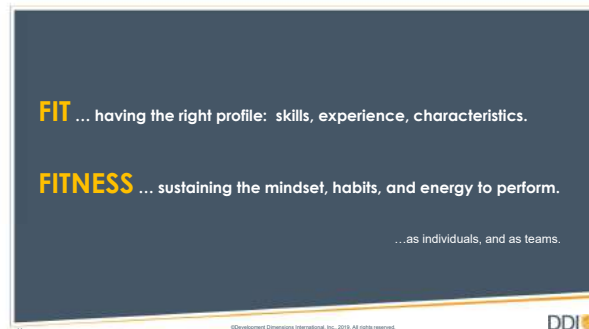 FIT ... having the right profile: skills, experience, characteristics.
FITNESS ... sustaining the mindset, habits, and energy to perform.
...as individuals, and as teams.
©Development Dimensions International, Inc., 2019. All rights reserved.
DDI